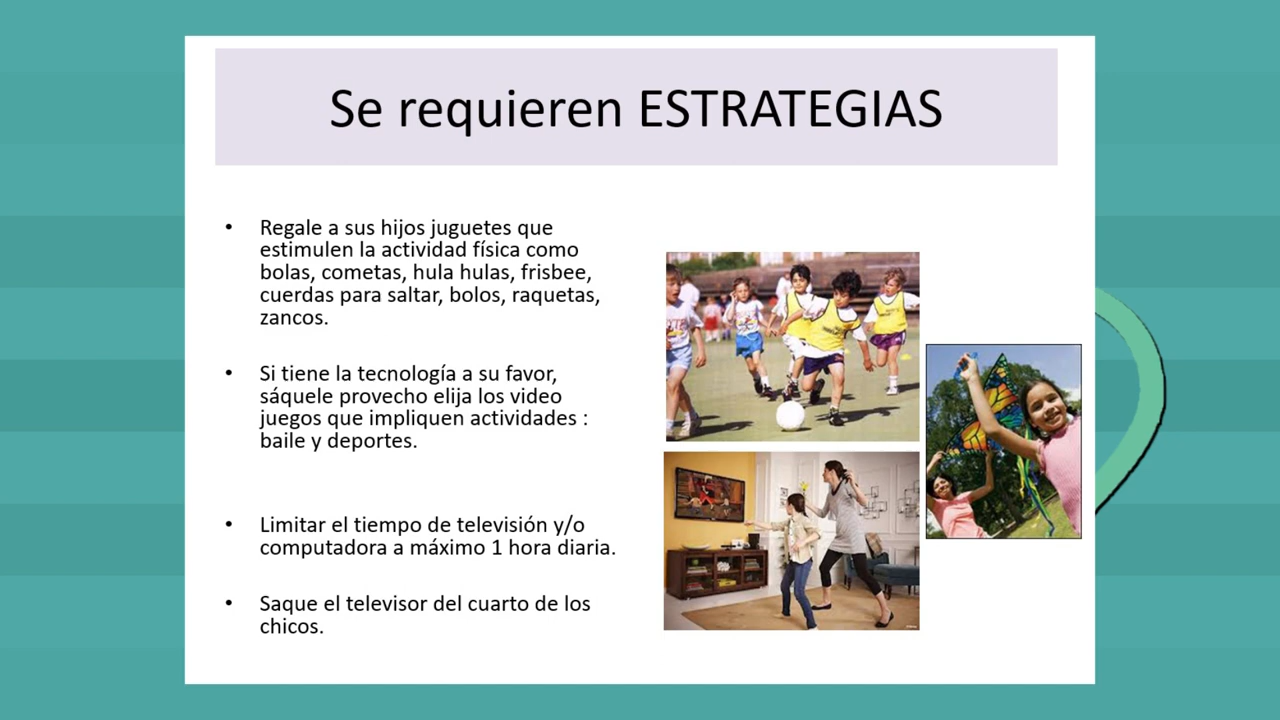 Se requieren ESTRATEGIAS
• Regale a sus hijos juguetes que
estimulen la actividad física como
bolas, cometas, hula hulas, frisbee,
cuerdas para saltar, bolos, raquetas,
zancos.
• Si tiene la tecnología a su favor,
sáquele provecho elija los video
juegos que impliquen actividades :
baile y deportes.
• Limitar el tiempo de televisión y/o
computadora a máximo 1 hora diaria.
• Saque el televisor del cuarto de los
chicos.